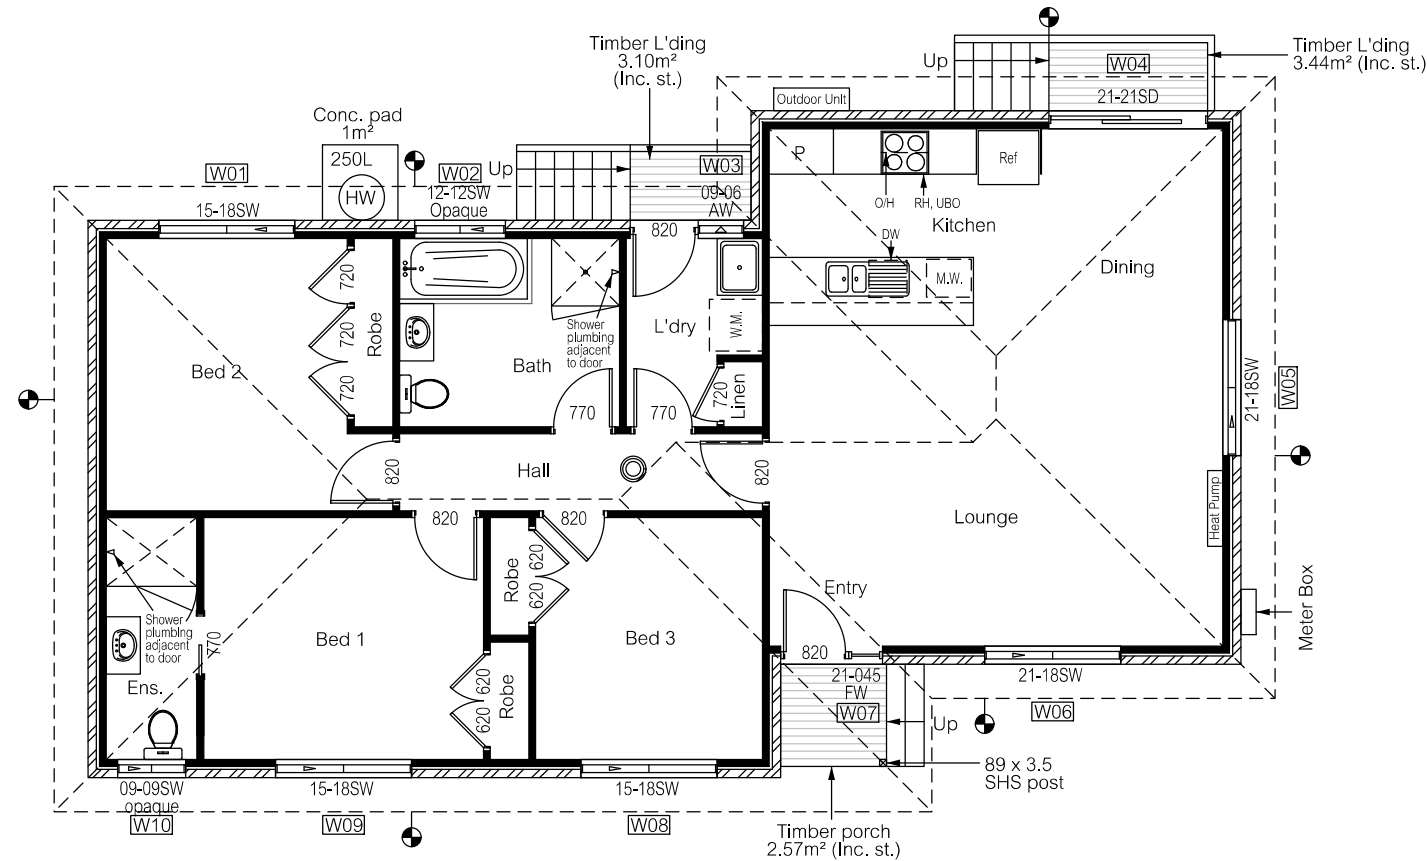 Timber L'ding
3.10m² (Inc. st.)
Timber L'ding
3.44m² (Inc. st.)
Up
W04
21-21SD
Outdoor Unit
Conc. pad
1m²
250L
HW
W01
15-18SW
W02
12-12SW
Opaque
Up
W03
09-06
AW
820
P
O/H
RH, UBO
Ref
Kitchen
DW
M.W.
Dining
720
720
720
Robe
Bed 2
Bath
Shower
plumbing
adjacent
to door
L'dry
W.M.
720
Linen
770
770
21-18SW
W05
820
Hall
820
820
820
Lounge
Heat Pump
Meter Box
Shower
plumbing
adjacent
to door
770
Ens.
Bed 1
Robe
620
620
Robe
620
620
Bed 3
Entry
820
21-045
FW
W07
Up
21-18SW
W06
89 x 3.5
SHS post
09-09SW
opaque
W10
15-18SW
W09
15-18SW
W08
Timber porch
2.57m² (Inc. st.)